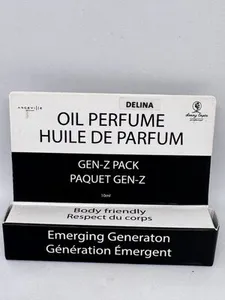 DELINA
OIL PERFUME
HUILE DE PARFUM
GEN-Z PACK
PAQUET GEN-Z
10ml
Body friendly
Respect du corps
Emerging Generaton
Génération Émergent